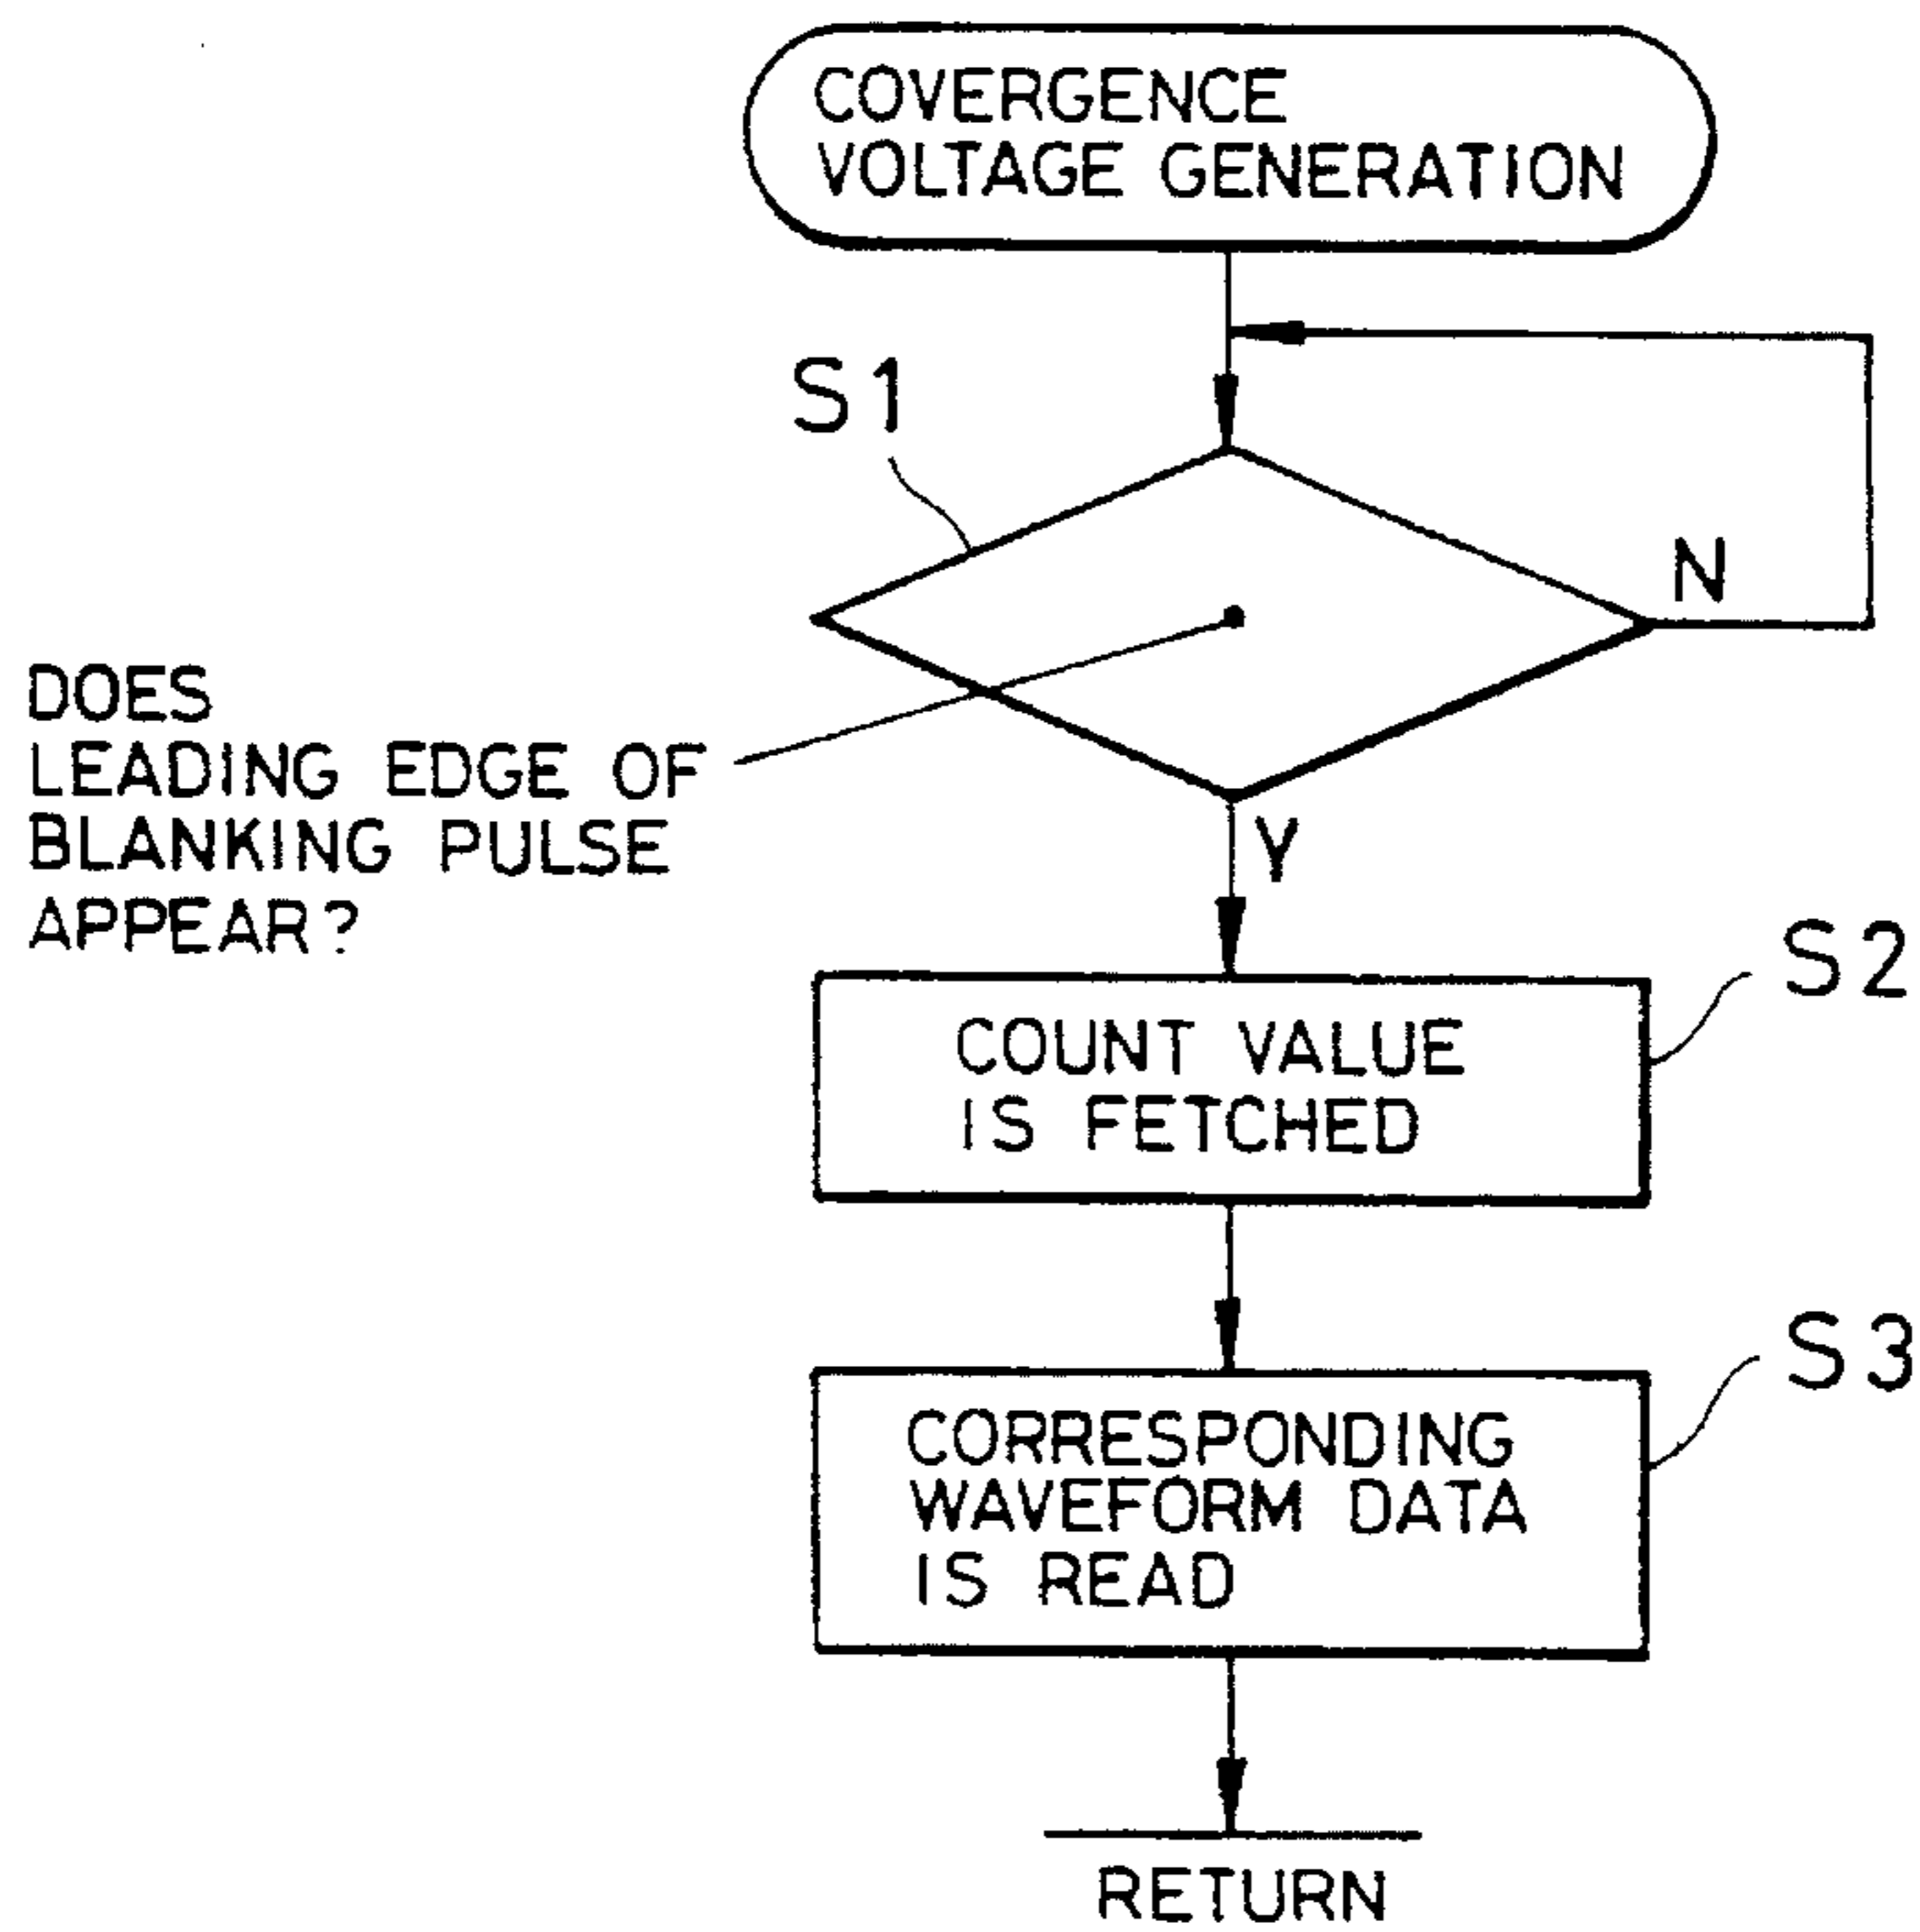 COVERGENCE
VOLTAGE GENERATION
S1
N
DOES
LEADING EDGE OF
BLANKING PULSE
APPEAR?
Y
S2
COUNT VALUE
IS FETCHED
S3
CORRESPONDING
WAVEFORM DATA
IS READ
RETURN